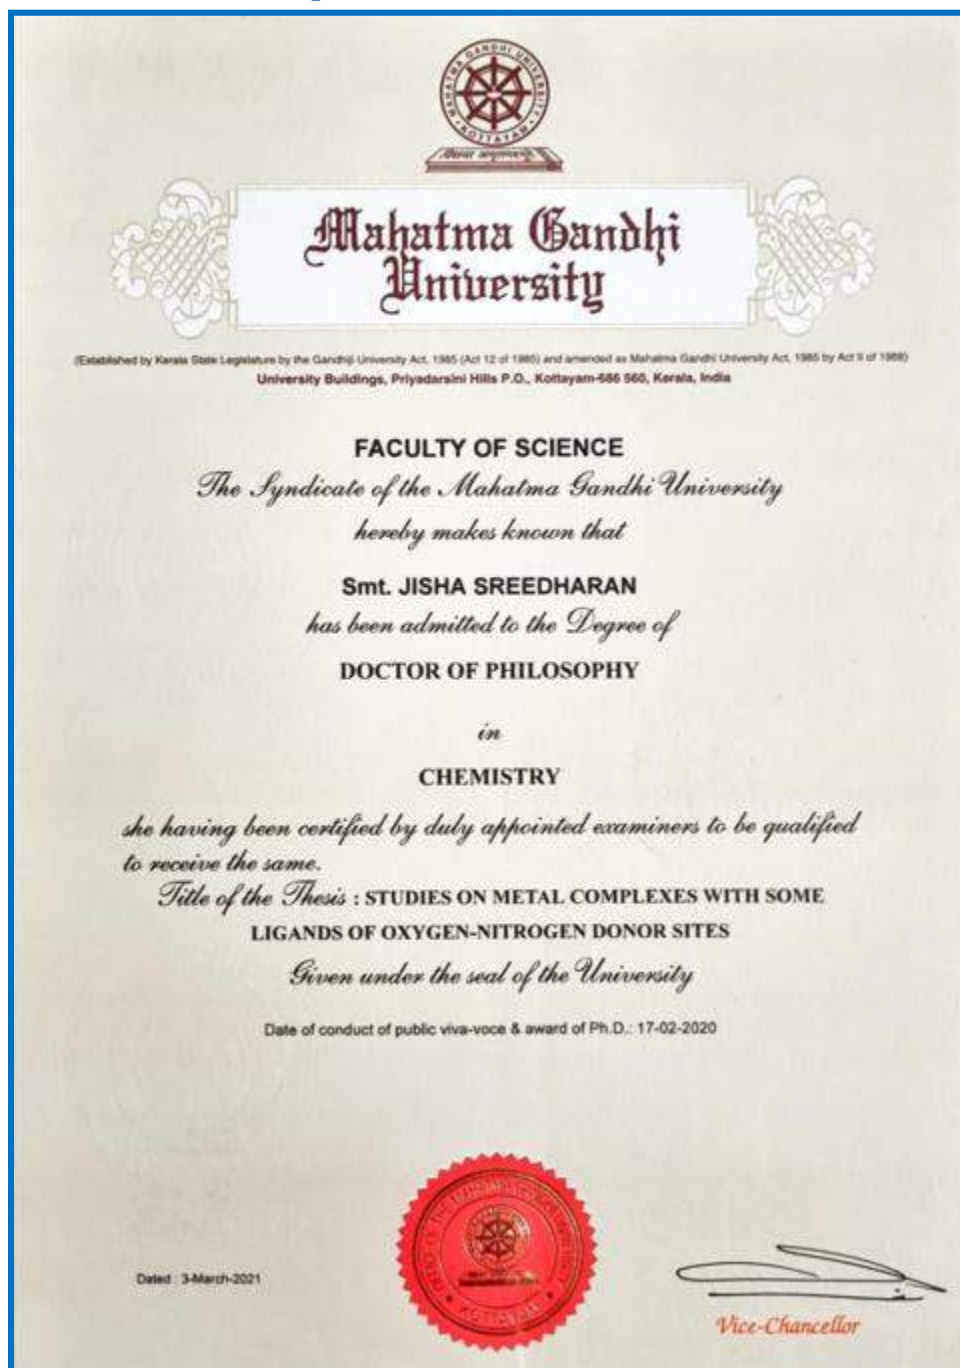 MAHATMA GANDHI UNIVERSITY
KOTTAYAM
Mahatma Gandhi
University
(Established by Kerala State Legislature by the Gandhiji University Act, 1985 (Act 12 of 1985) and amended as Mahatma Gandhi University Act, 1985 by Act 9 of 1988)
University Buildings, Priyadarsini Hills P.O., Kottayam-686 560, Kerala, India
FACULTY OF SCIENCE
The Syndicate of the Mahatma Gandhi University
hereby makes known that
Smt. JISHA SREEDHARAN
has been admitted to the Degree of
DOCTOR OF PHILOSOPHY
in
CHEMISTRY
she having been certified by duly appointed examiners to be qualified
to receive the same.
Title of the Thesis : STUDIES ON METAL COMPLEXES WITH SOME
LIGANDS OF OXYGEN-NITROGEN DONOR SITES
Given under the seal of the University
Date of conduct of public viva-voce & award of Ph.D.: 17-02-2020
Dated : 3-March-2021
KOTTAYAM
Vice-Chancellor